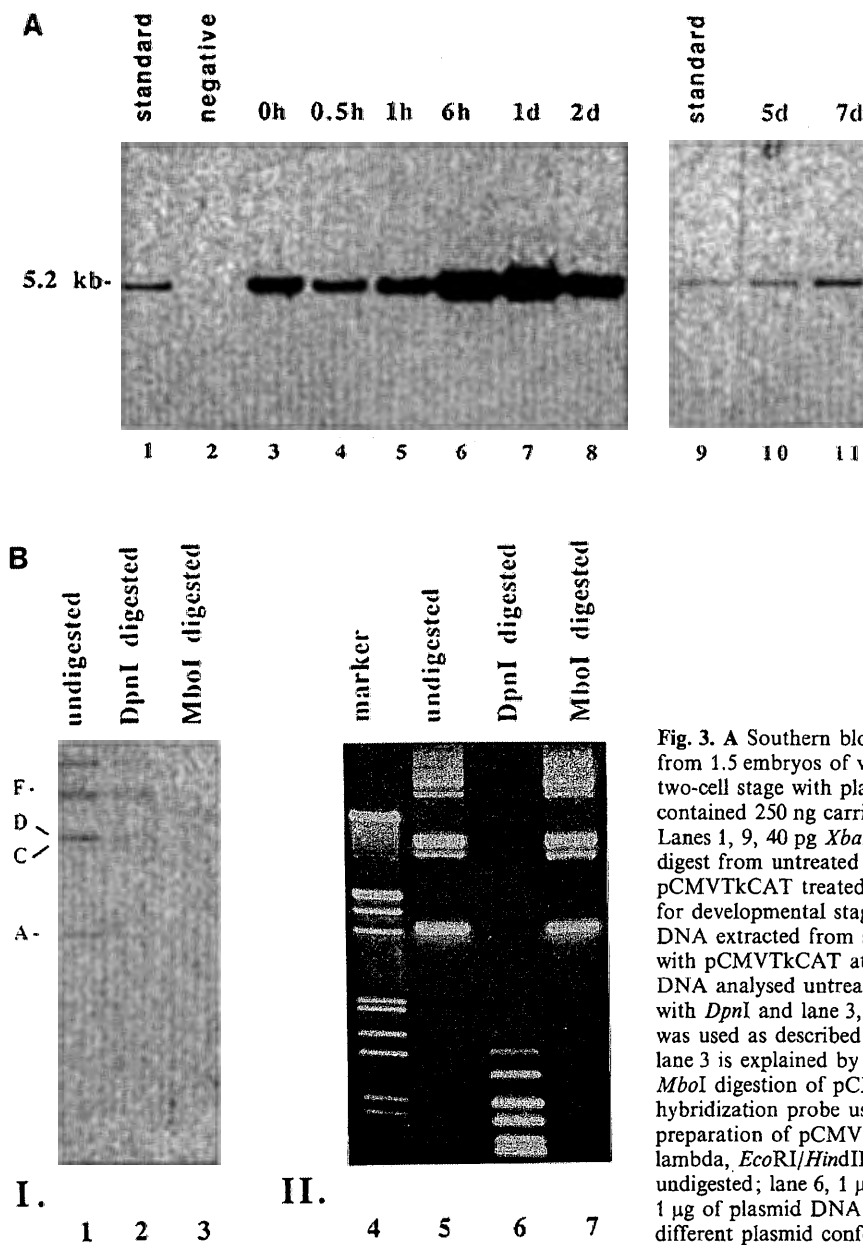 A
standard
negative
0h 0.5h 1h 6h 1d 2d
standard
5d 7d
5.2 kb-
1 2 3 4 5 6 7 8
9 10 11
B
undigested
DpnI digested
MboI digested
marker
undigested
DpnI digested
MboI digested
F-
D
C
A-
I.
1 2 3
II.
4 5 6 7
Fig. 3. A Southern blo
from 1.5 embryos of v
two-cell stage with pla
contained 250 ng carri
Lanes 1, 9, 40 pg Xba
digest from untreated
pCMVTkCAT treated
for developmental stag
DNA extracted from
with pCMVTkCAT at
DNA analysed untrea
with DpnI and lane 3,
was used as described
lane 3 is explained by
MboI digestion of pC
hybridization probe us
preparation of pCMV
lambda, EcoRI/HindII
undigested; lane 6, 1 µ
1 µg of plasmid DNA
different plasmid conf